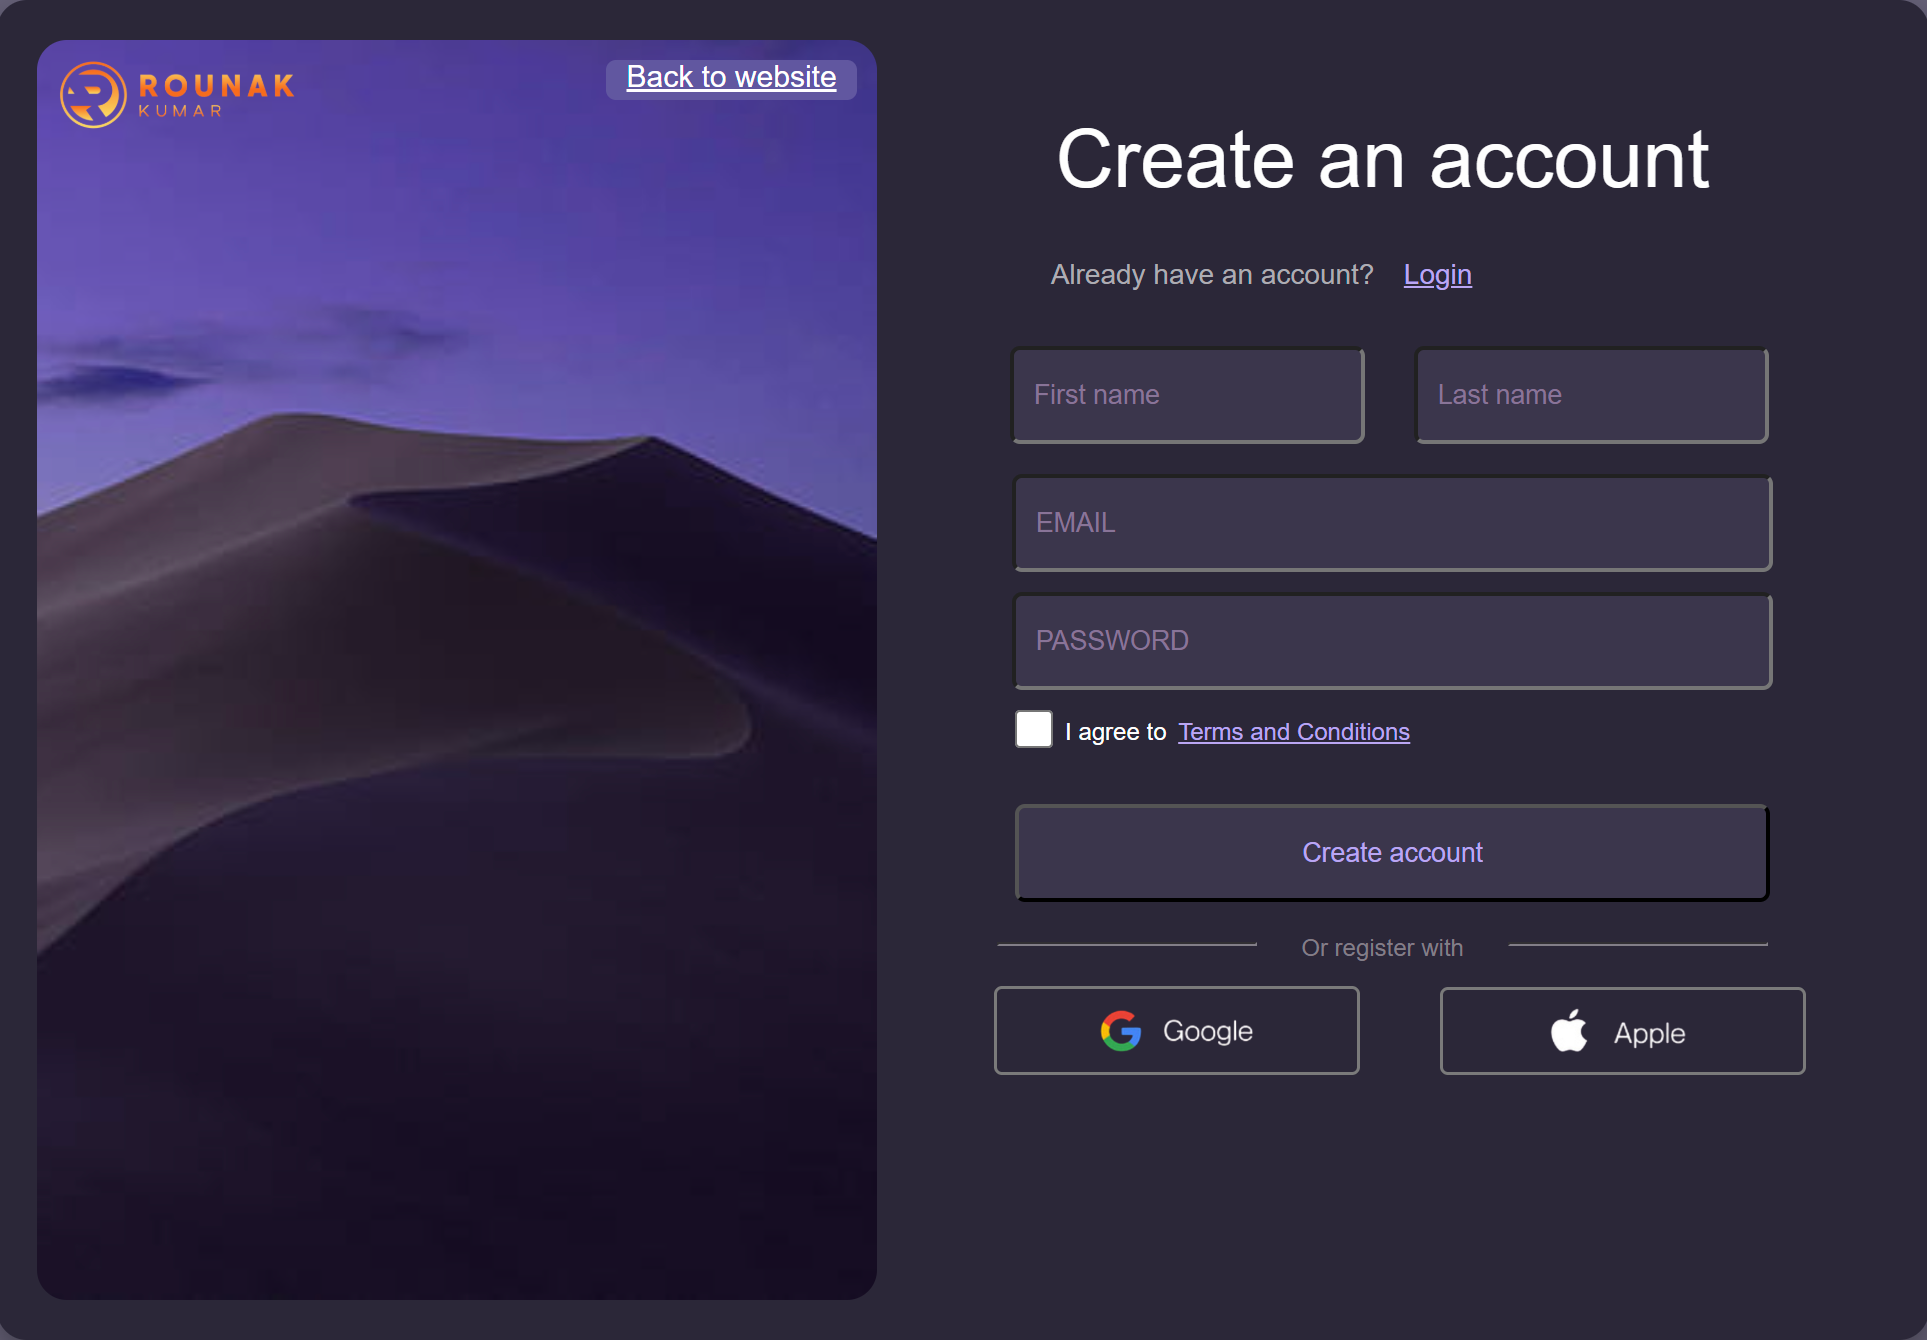 ROUNAK
KUMAR
Back to website
Create an account
Already have an account? Login
First name
Last name
EMAIL
PASSWORD
I agree to Terms and Conditions
Create account
Or register with
Google
Apple